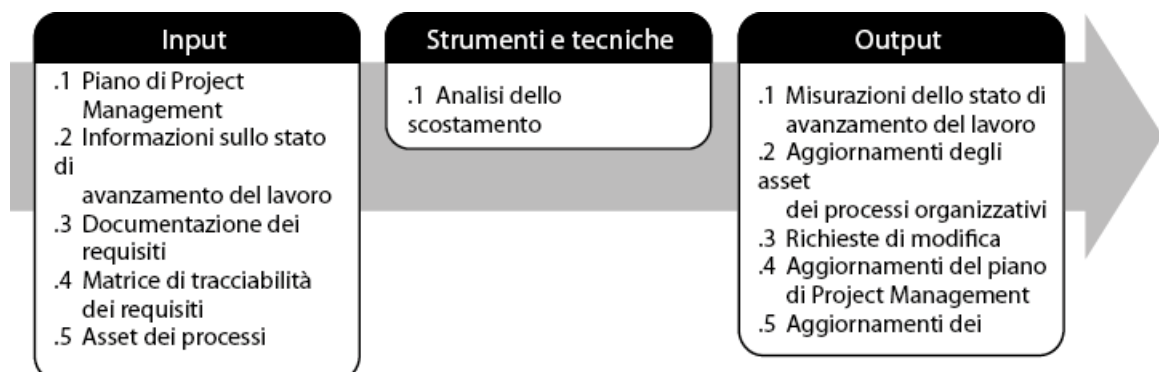 Input
.1 Piano di Project
Management
.2 Informazioni sullo stato
di
avanzamento del lavoro
.3 Documentazione dei
requisiti
.4 Matrice di tracciabilità
dei requisiti
.5 Asset dei processi
Strumenti e tecniche
.1 Analisi dello
scostamento
Output
.1 Misurazioni dello stato di
avanzamento del lavoro
.2 Aggiornamenti degli
asset
dei processi organizzativi
.3 Richieste di modifica
.4 Aggiornamenti del piano
di Project Management
.5 Aggiornamenti dei